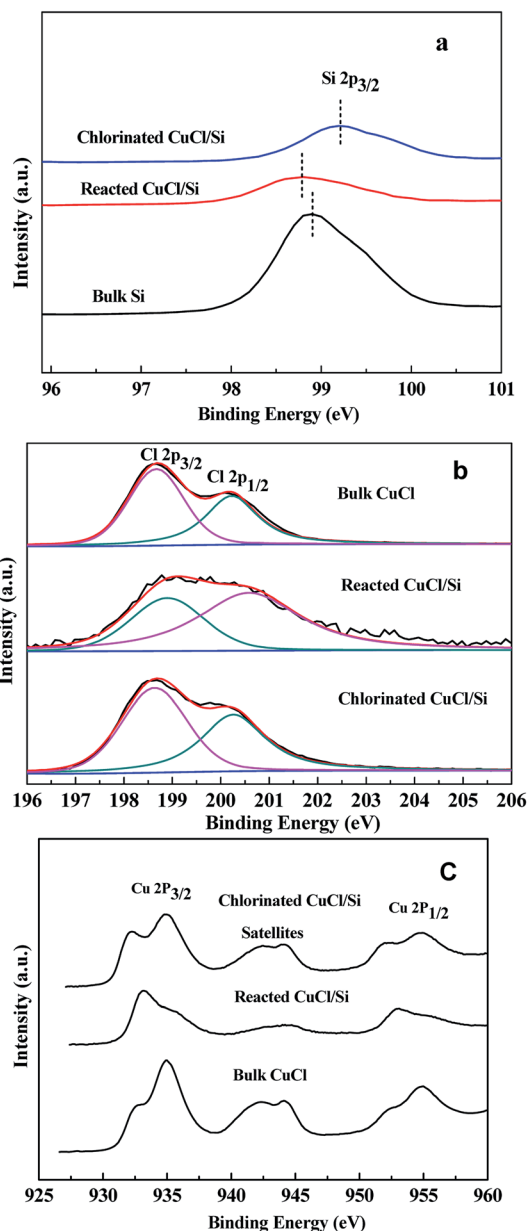 a
Si 2p3/2
Chlorinated CuCl/Si
Reacted CuCl/Si
Bulk Si
Intensity (a.u.)
96 97 98 99 100 101
Binding Energy (eV)
b
Cl 2p3/2
Cl 2p1/2
Bulk CuCl
Reacted CuCl/Si
Chlorinated CuCl/Si
Intensity (a.u.)
196 197 198 199 200 201 202 203 204 205 206
Binding Energy (eV)
C
Cu 2P3/2
Chlorinated CuCl/Si
Cu 2P1/2
Satellites
Reacted CuCl/Si
Bulk CuCl
Intensity (a.u.)
925 930 935 940 945 950 955 960
Binding Energy (eV)